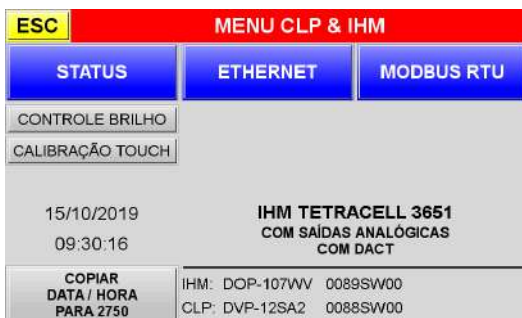 ESC MENU CLP & IHM
STATUS ETHERNET MODBUS RTU
CONTROLE BRILHO
CALIBRAÇÃO TOUCH
15/10/2019
09:30:16
IHM TETRACELL 3651
COM SAÍDAS ANALÓGICAS
COM DACT
COPIAR
DATA / HORA
PARA 2750
IHM: DOP-107WV 0089SW00
CLP: DVP-12SA2 0088SW00